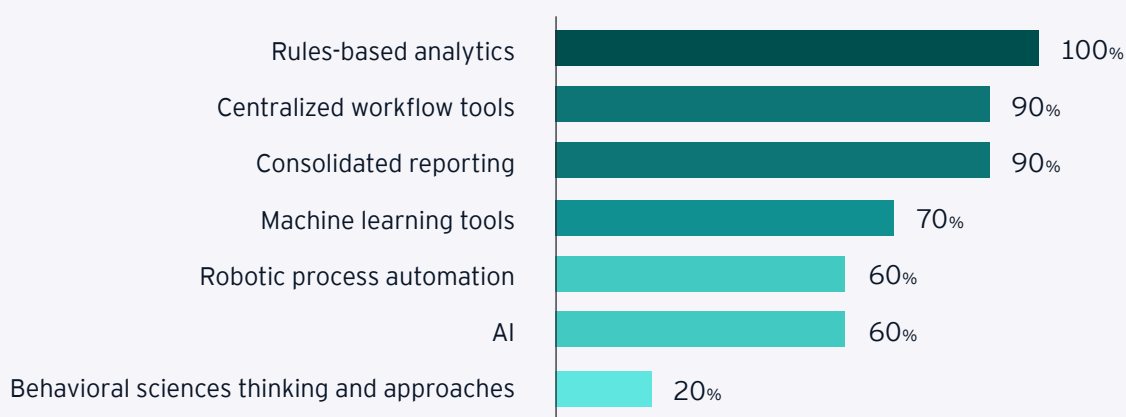 Rules-based analytics 100%
Centralized workflow tools 90%
Consolidated reporting 90%
Machine learning tools 70%
Robotic process automation 60%
AI 60%
Behavioral sciences thinking and approaches 20%